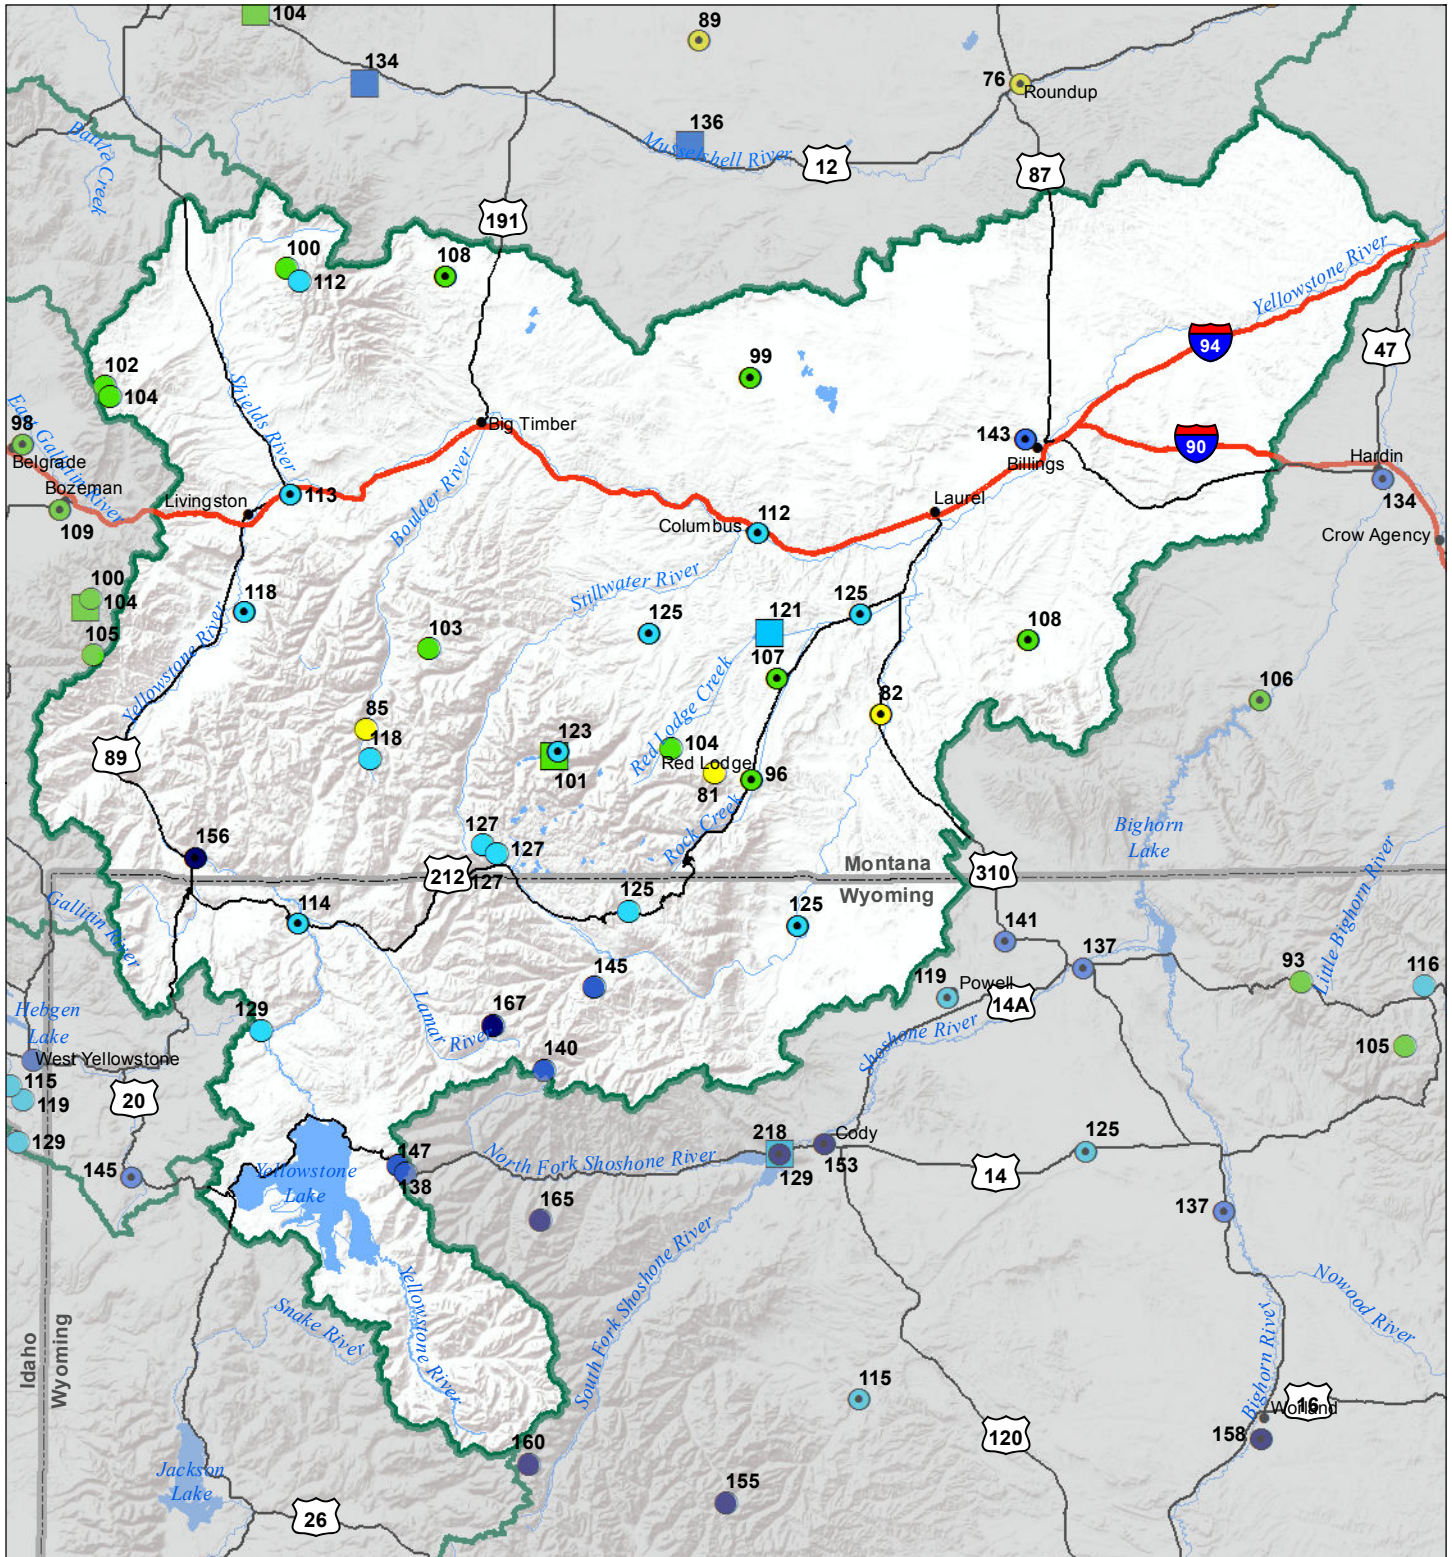 104
89
134
76
Roundup
136
Musselshell River
12
87
Battle
Creek
191
100
112
108
Yellowstone River
94
47
102
104
99
Shields River
East Gallitin River
98
Belgrade
Big Timber
143
Billings
90
Hardin
134
Bozeman
109
Livingston
113
Boulder River
Laurel
Columbus
112
Crow Agency
100
104
105
118
Stillwater River
125
121
125
108
103
107
106
Yellowstone River
85
118
82
Red Lodge Creek
89
123
101
104
Red Lodge
81
96
156
127
127
127
Rock Creek
Bighorn
Lake
Montana
Wyoming
212
310
Little Bighorn River
Gallitin River
114
125
125
141
137
93
116
145
119
Powell
14A
Hebgen
Lake
129
Lamar River
167
140
Shoshone River
105
West Yellowstone
115
119
20
129
145
147
138
Yellowstone
Lake
North Fork Shoshone River
218
129
Cody
153
125
14
165
137
South Fork Shoshone River
Yellowstone River
Snake River
Nowood River
Idaho
Wyoming
115
Bighorn River
16
Worland
158
120
160
155
Jackson
Lake
26